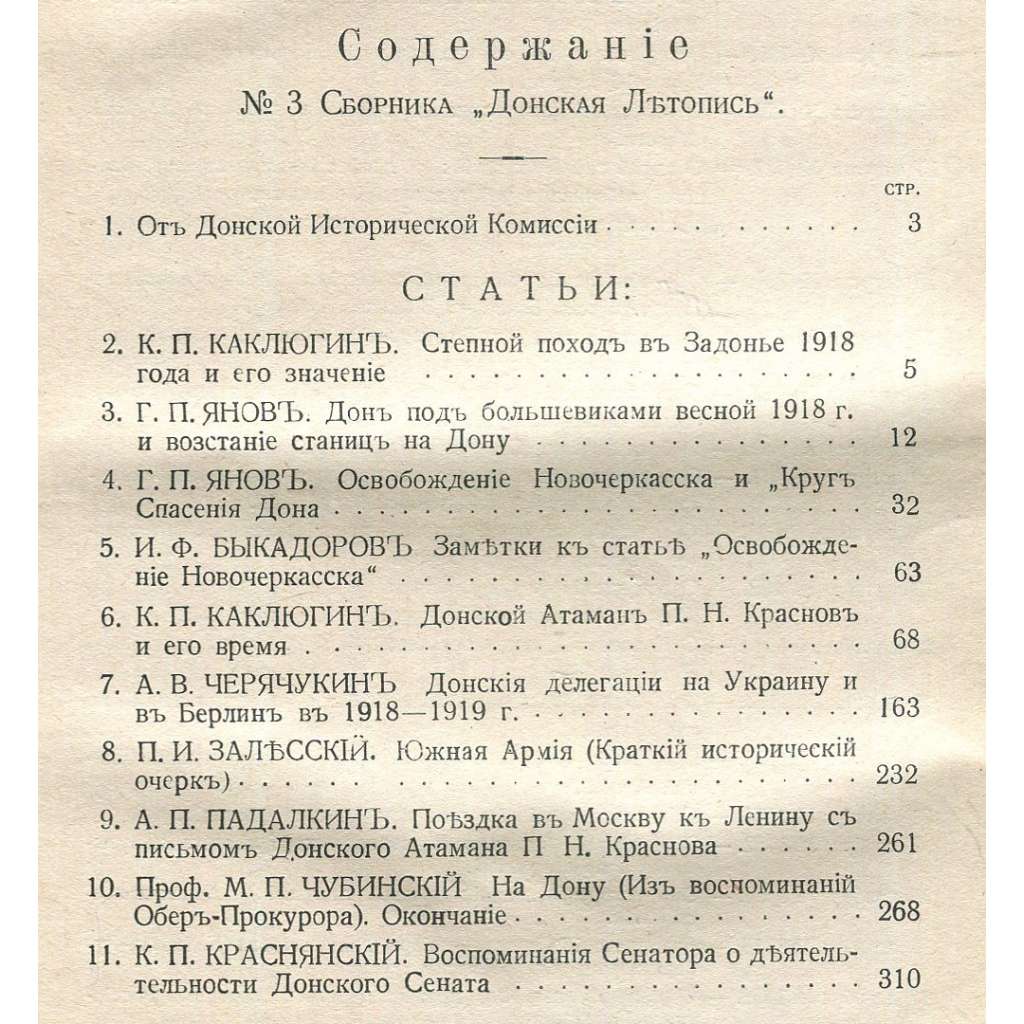 Содержаніе
№ 3 Сборника „Донская Лѣтопись“.
стр.
1. Отъ Донской Исторической Комиссіи . . . . . . . . . . 3
СТАТЬИ:
2. К. П. КАКЛЮГИНЪ. Степной походъ въ Задонье 1918
года и его значеніе . . . . . . . . . . . . . . . . 5
3. Г. П. ЯНОВЪ. Донъ подъ большевиками весной 1918 г.
и возстаніе станицъ на Дону . . . . . . . . . . . . 12
4. Г. П. ЯНОВЪ. Освобожденіе Новочеркасска и „Кругъ
Спасенія Дона . . . . . . . . . . . . . . . . . . . 32
5. И. Ф. БЫКАДОРОВЪ Замѣтки къ статьѣ „Освобожде-
ніе Новочеркасска“ . . . . . . . . . . . . . . . . . 63
6. К. П. КАКЛЮГИНЪ. Донской Атаманъ П. Н. Красновъ
и его время . . . . . . . . . . . . . . . . . . . . 68
7. А. В. ЧЕРЯЧУКИНЪ Донскія делегаціи на Украину и
въ Берлинъ въ 1918—1919 г. . . . . . . . . . . . . 163
8. П. И. ЗАЛѢССКІЙ. Южная Армія (Краткій историческій
очеркъ) . . . . . . . . . . . . . . . . . . . . . . 232
9. А. П. ПАДАЛКИНЪ. Поѣздка въ Москву къ Ленину съ
письмомъ Донского Атамана П Н. Краснова . . . . . . 261
10. Проф. М. П. ЧУБИНСКІЙ На Дону (Изъ воспоминаній
Оберъ-Прокурора). Окончаніе . . . . . . . . . . . . 268
11. К. П. КРАСНЯНСКІЙ. Воспоминанія Сенатора о дѣятель-
тельности Донского Сената . . . . . . . . . . . . . 310